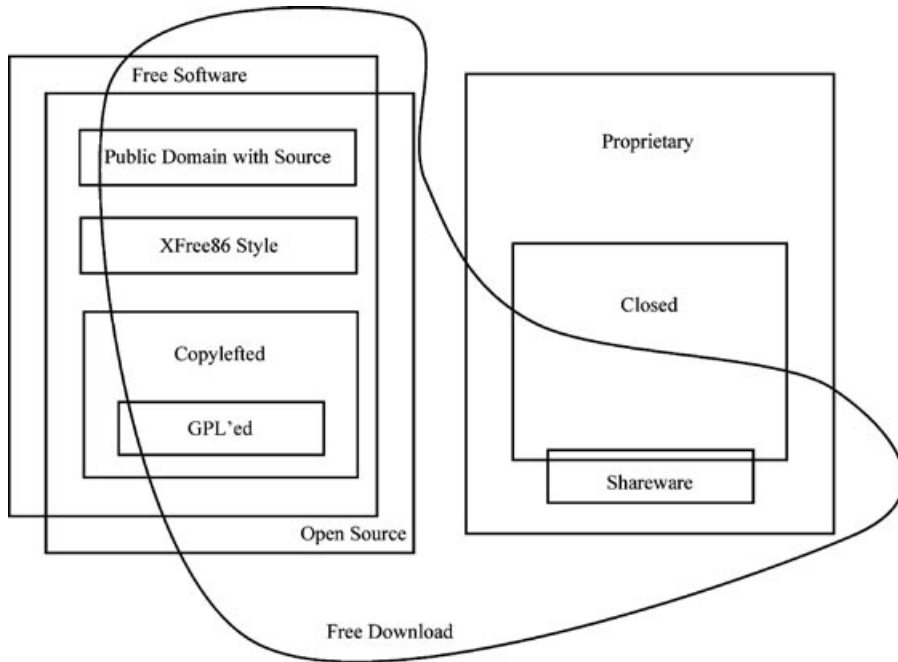 Free Software
Public Domain with Source
XFree86 Style
Copylefted
GPL'ed
Open Source
Proprietary
Closed
Shareware
Free Download